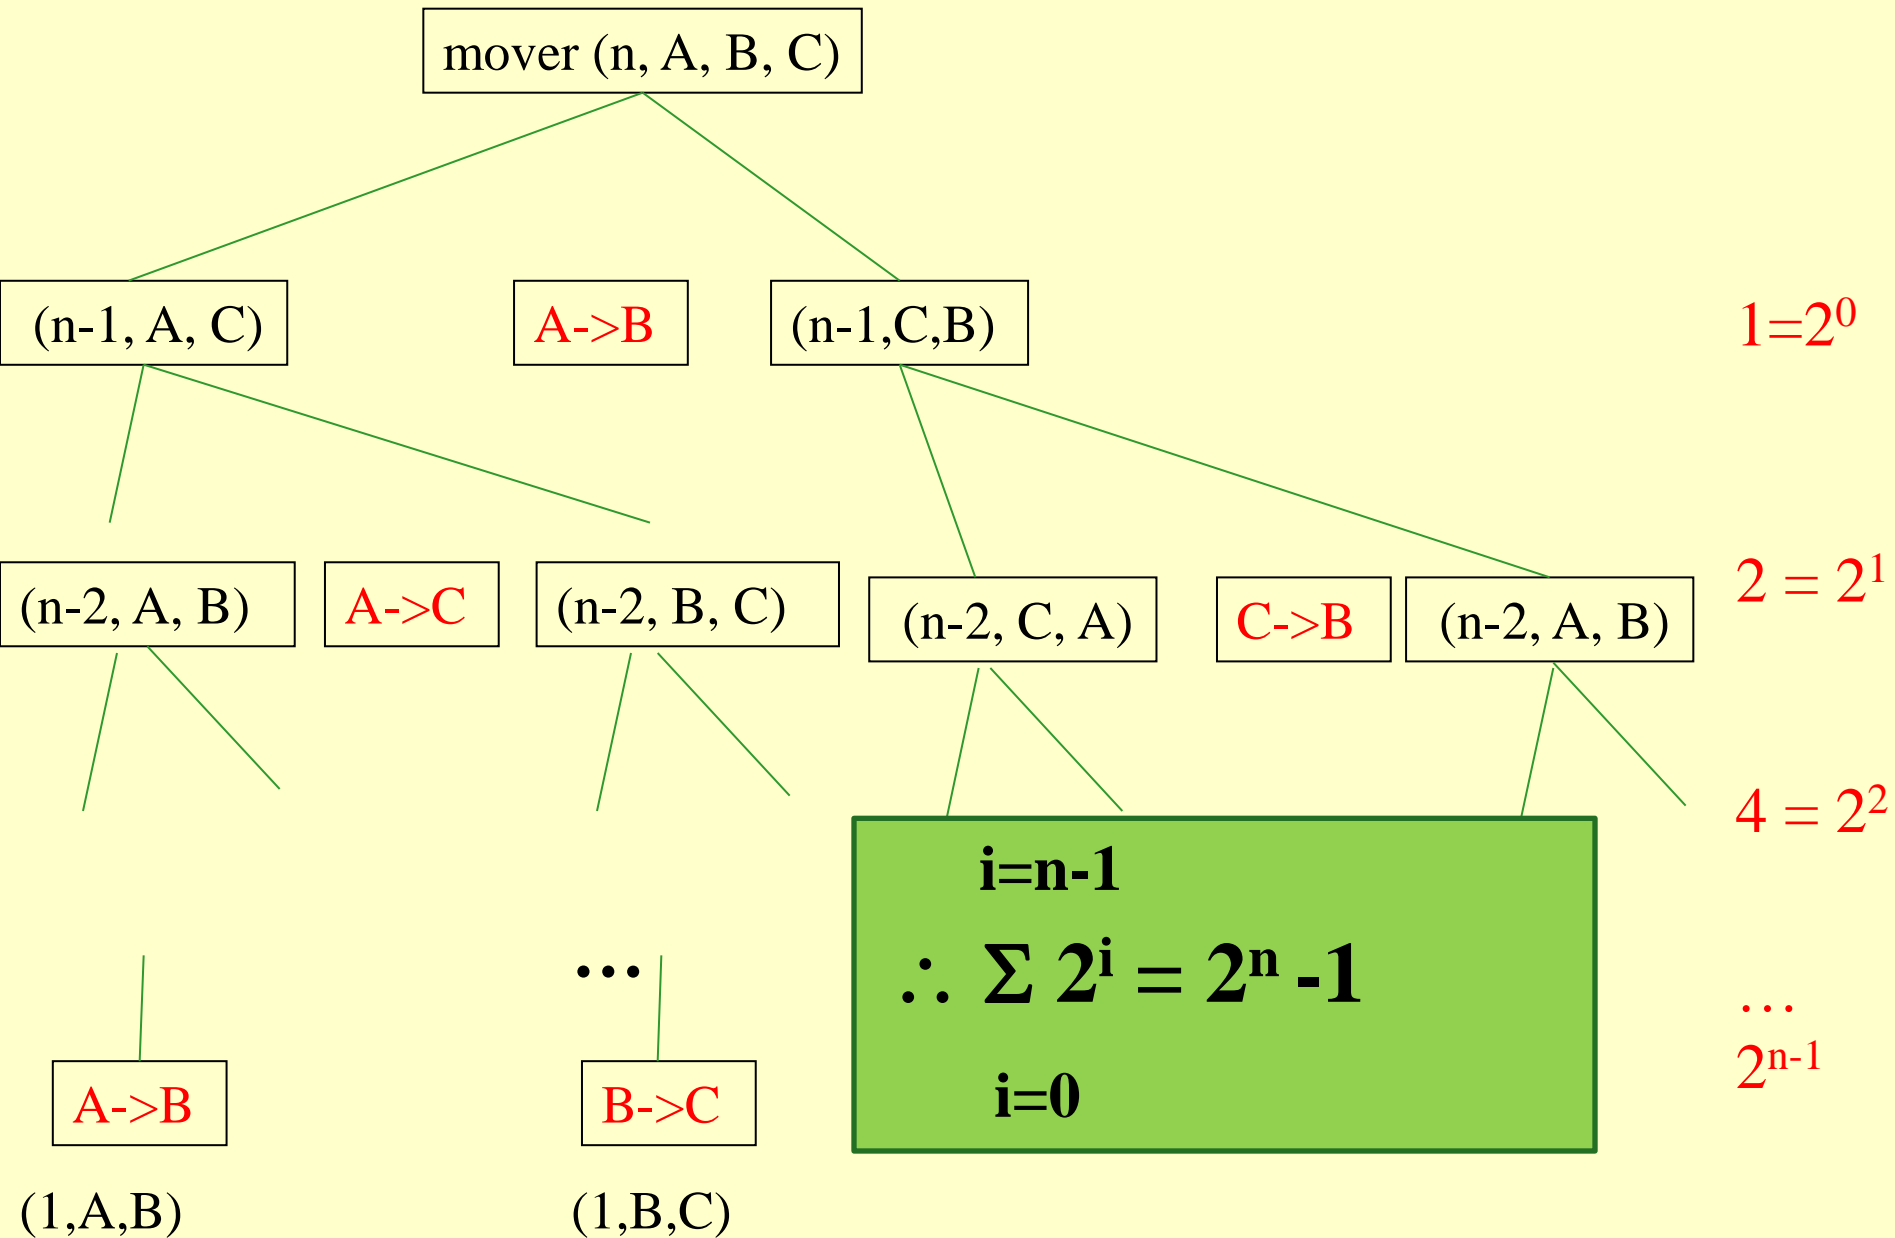 mover (n, A, B, C)
(n-1, A, C) A->B (n-1,C,B) 1=2⁰
(n-2, A, B) A->C (n-2, B, C) (n-2, C, A) C->B (n-2, A, B) 2 = 2¹
4 = 2²
i=n-1
… ∴ Σ 2ⁱ = 2ⁿ -1
…
i=0
2ⁿ⁻¹
A->B B->C
(1,A,B) (1,B,C)